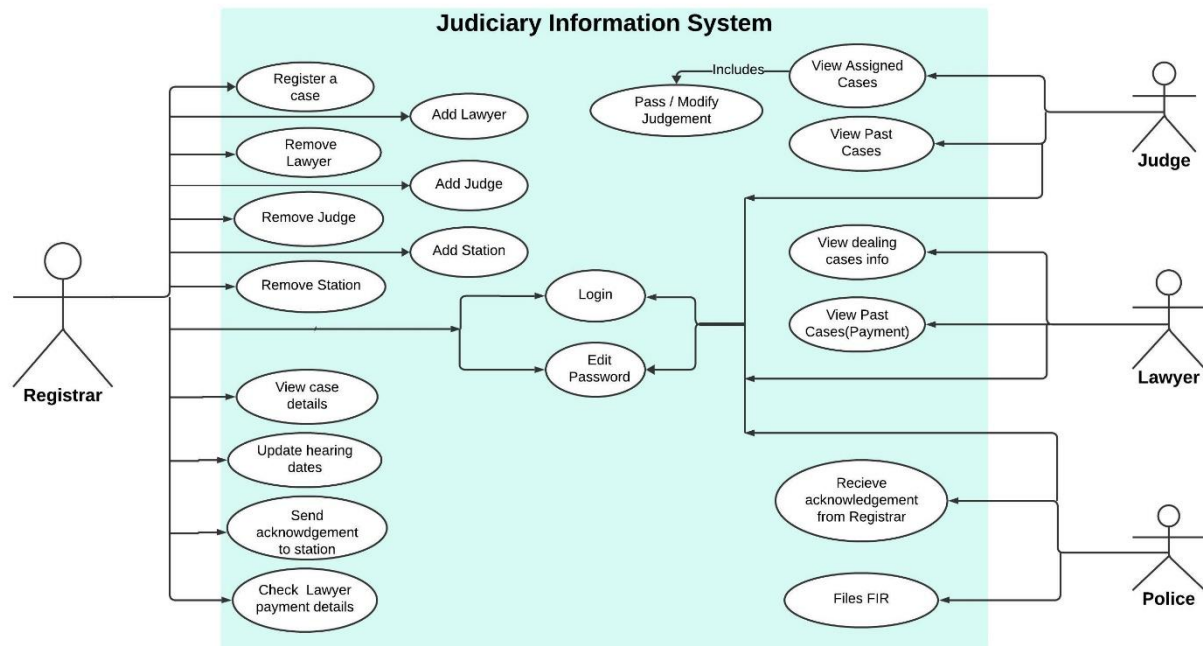 Judiciary Information System
Register a
case
Add Lawyer
Remove
Lawyer
Add Judge
Remove Judge
Add Station
Remove Station
Login
Edit
Password
View case
details
Update hearing
dates
Send
acknowdgement
to station
Check Lawyer
payment details
Registrar
Includes
View Assigned
Cases
Pass / Modify
Judgement
View Past
Cases
Judge
View dealing
cases info
View Past
Cases(Payment)
Lawyer
Recieve
acknowledgement
from Registrar
Files FIR
Police